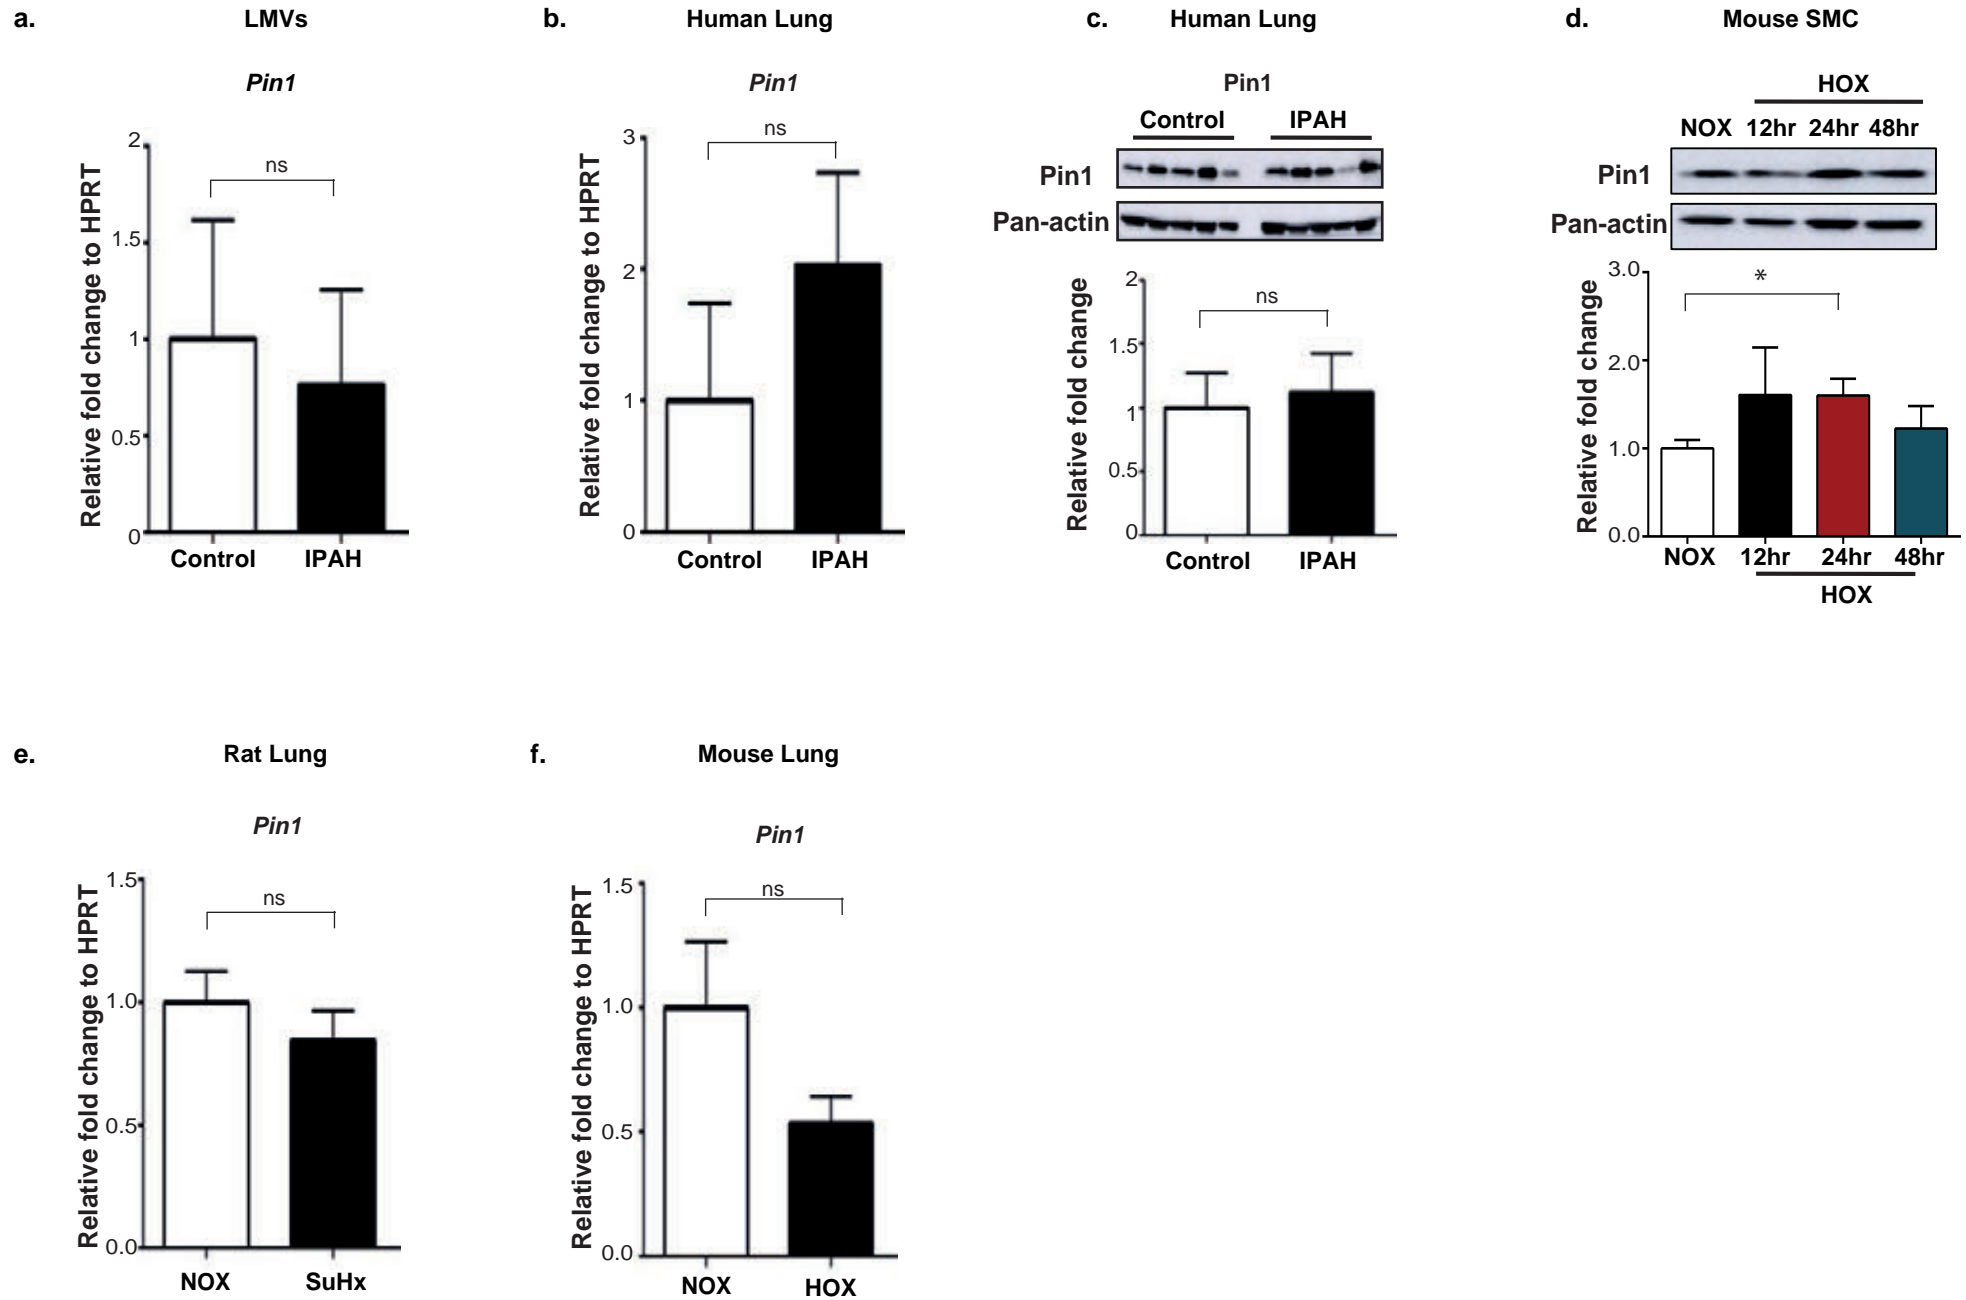 a.
LMVs
Pin1
Relative fold change to HPRT
2
1.5
1
0.5
0
ns
Control IPAH
b.
Human Lung
Pin1
Relative fold change to HPRT
3
2
1
0
ns
Control IPAH
c.
Human Lung
Pin1
Control IPAH
Pin1
Pan-actin
Relative fold change
2
1.5
1
0.5
0
ns
Control IPAH
d.
Mouse SMC
HOX
NOX 12hr 24hr 48hr
Pin1
Pan-actin
Relative fold change
3.0
2.0
1.0
0.0
*
NOX 12hr 24hr 48hr
HOX
e.
Rat Lung
Pin1
Relative fold change to HPRT
1.5
1.0
0.5
0.0
ns
NOX SuHx
f.
Mouse Lung
Pin1
Relative fold change to HPRT
1.5
1.0
0.5
0.0
ns
NOX HOX